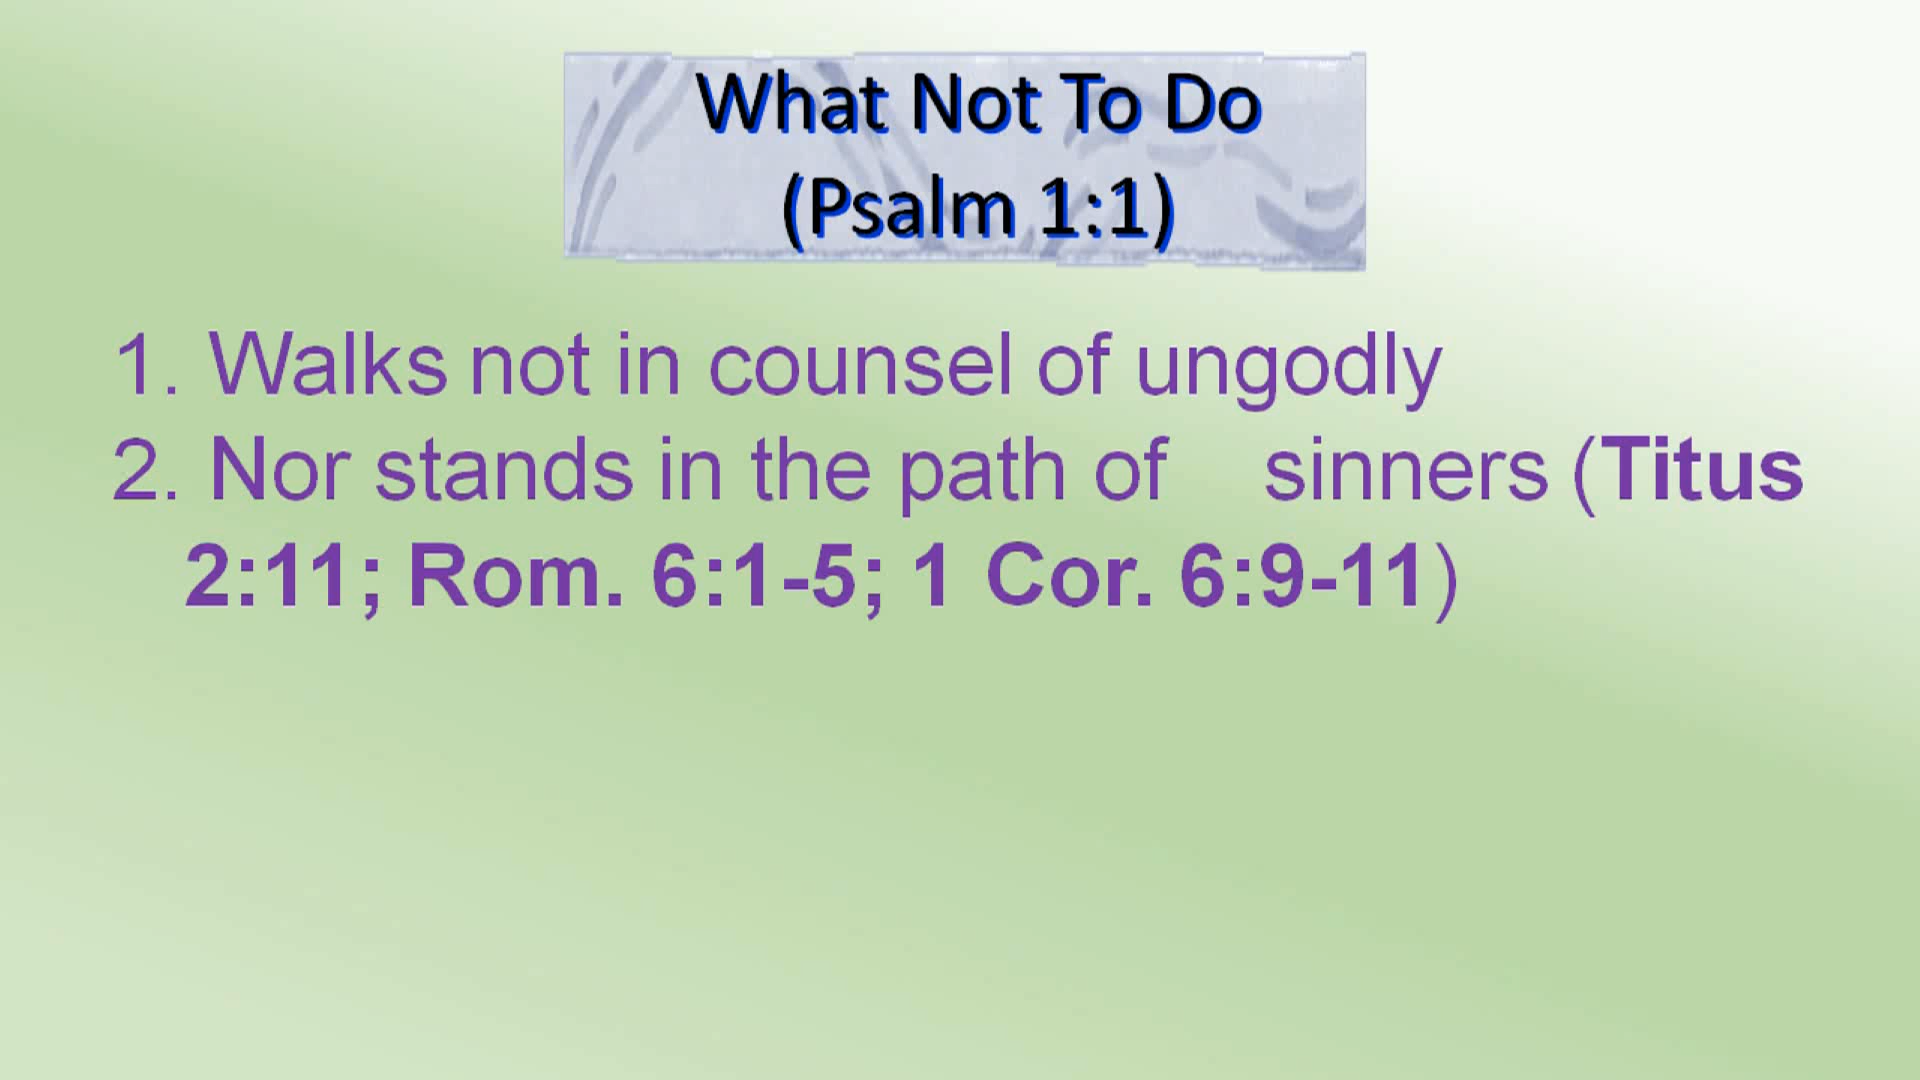 What Not To Do
(Psalm 1:1)
1. Walks not in counsel of ungodly
2. Nor stands in the path of sinners (Titus
2:11; Rom. 6:1-5; 1 Cor. 6:9-11)